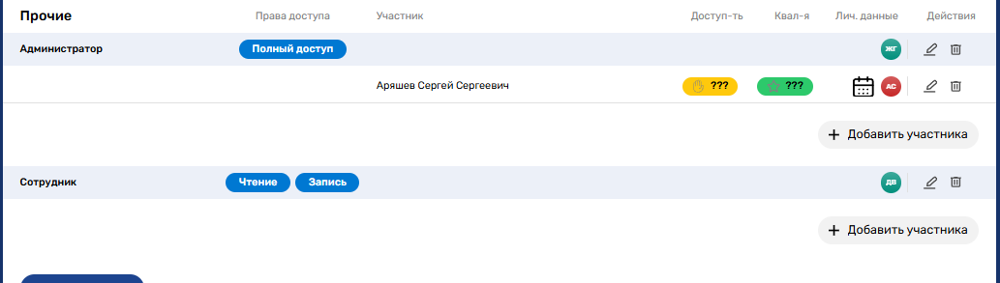 Прочие Права доступа Участник Доступ-ть Квал-я Лич. данные Действия
Администратор Полный доступ ЖГ
Аряшев Сергей Сергеевич ??? ??? АС
+ Добавить участника
Сотрудник Чтение Запись ДВ
+ Добавить участника